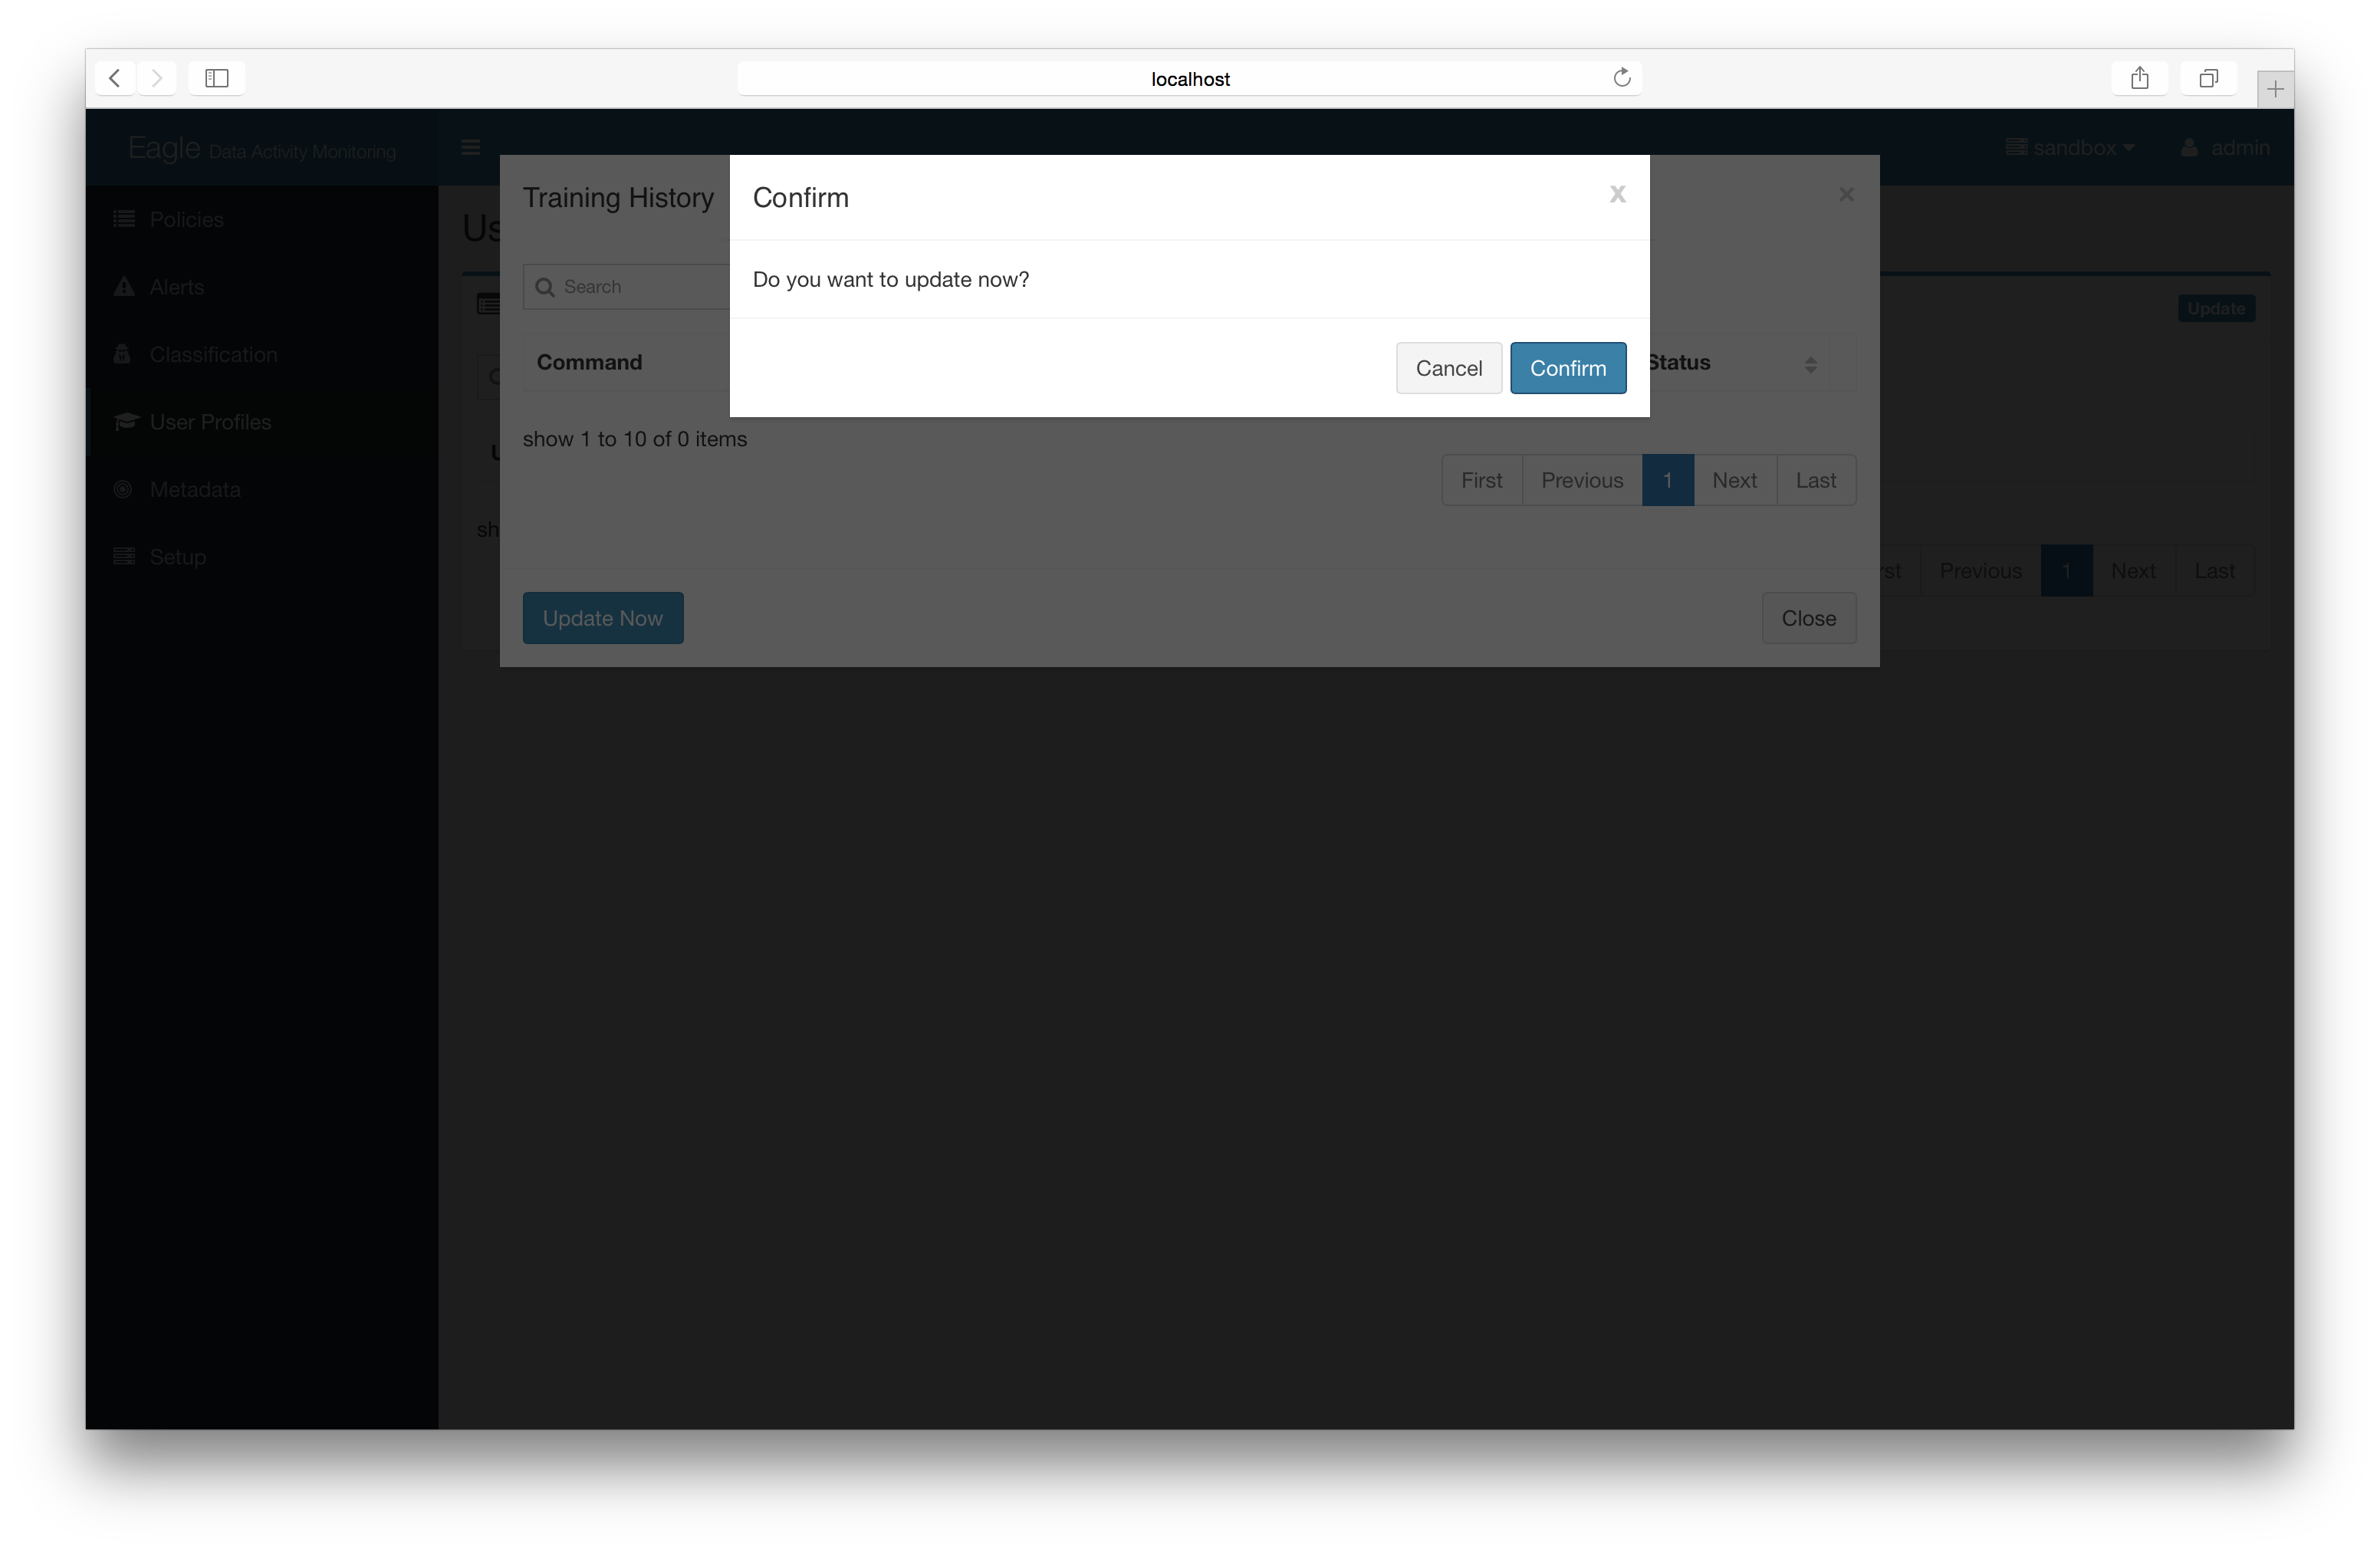 localhost
Eagle Data Activity Monitoring
sandbox
admin
Policies
Alerts
Classification
User Profiles
Metadata
Setup
Us
Update
sh
rst Previous 1 Next Last
Training History
x
Search
Command
Status
show 1 to 10 of 0 items
First Previous 1 Next Last
Update Now
Close
Confirm
x
Do you want to update now?
Cancel Confirm